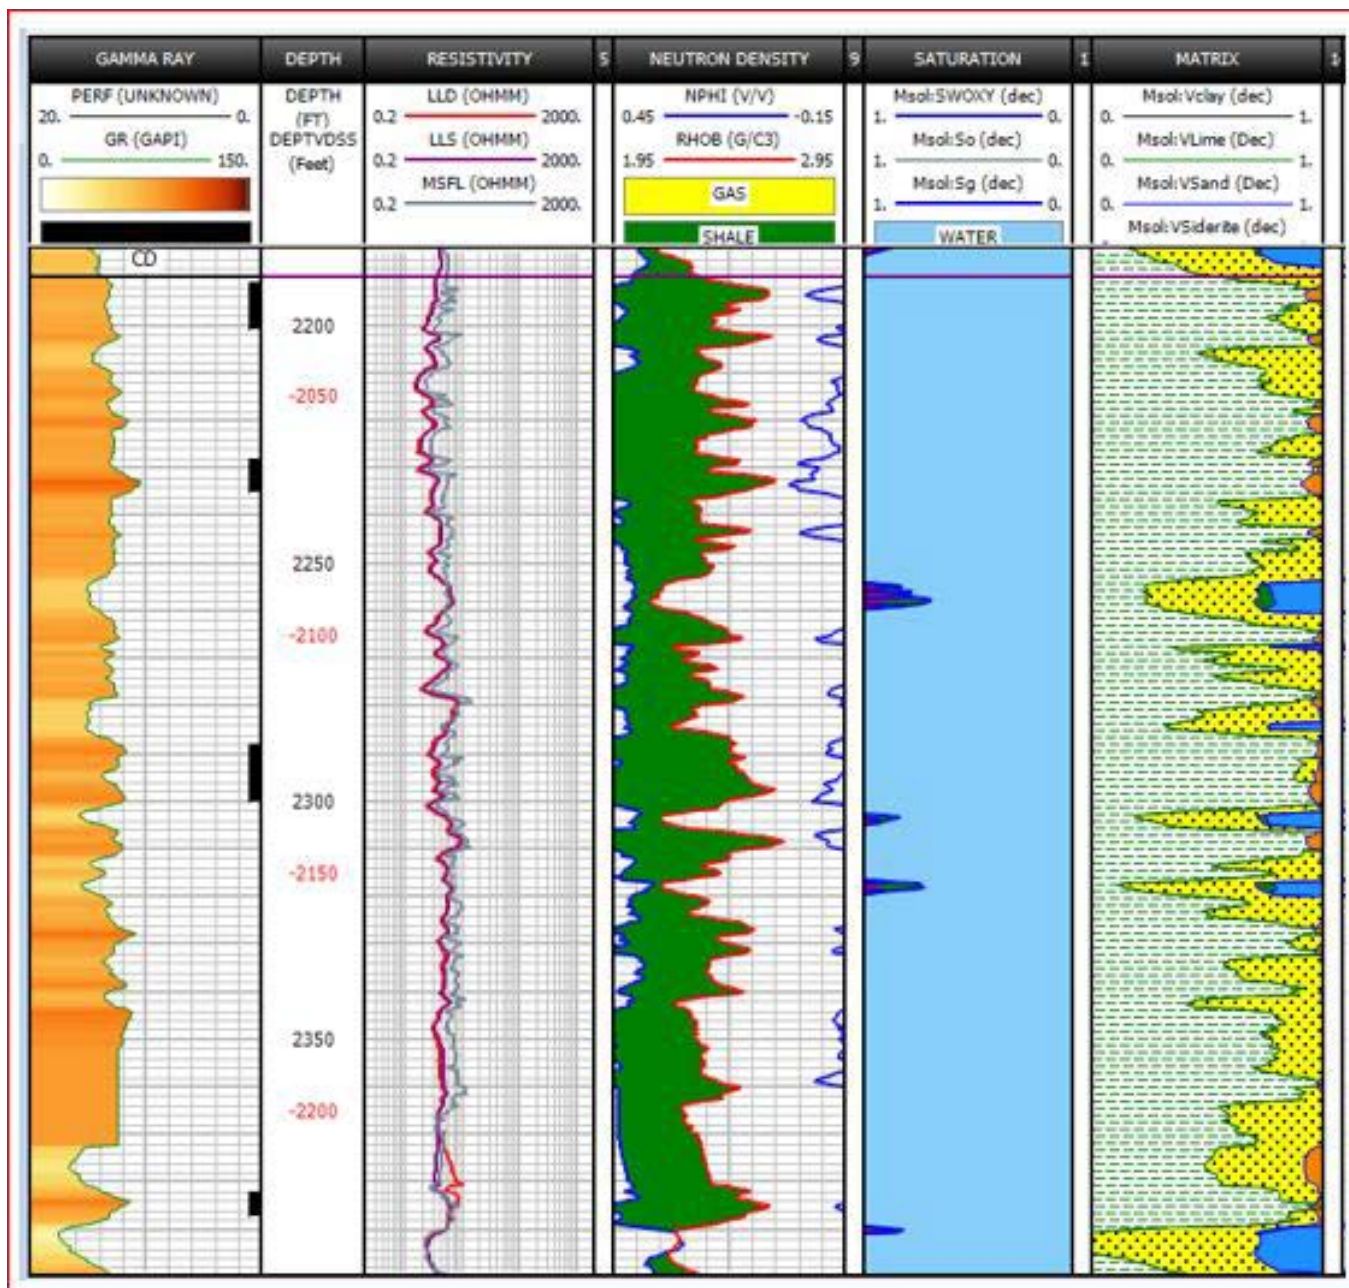 GAMMA RAY DEPTH RESISTIVITY 5 NEUTRON DENSITY 9 SATURATION 1 MATRIX 1
PERF (UNKNOWN)
20. 0.
GR (GAPI)
0. 150.
DEPTH
(FT)
DEPTVDSS
(Feet)
LLD (OHMM)
0.2 2000.
LLS (OHMM)
0.2 2000.
MSFL (OHMM)
0.2 2000.
NPHI (V/V)
0.45 -0.15
RHOB (G/C3)
1.95 2.95
GAS
SHALE
Msol:SWOXY (dec)
1. 0.
Msol:So (dec)
1. 0.
Msol:Sg (dec)
1. 0.
WATER
Msol:Vclay (dec)
0. 1.
Msol:VLime (Dec)
0. 1.
Msol:VSand (Dec)
0. 1.
Msol:VSiderite (dec)
CD
2200
-2050
2250
-2100
2300
-2150
2350
-2200